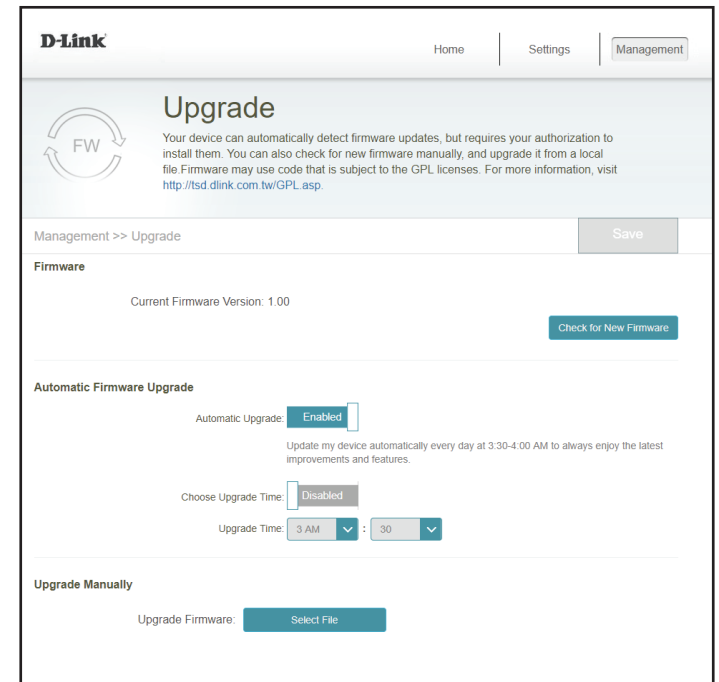 D-Link
Home Settings Management
FW
Upgrade
Your device can automatically detect firmware updates, but requires your authorization to
install them. You can also check for new firmware manually, and upgrade it from a local
file.Firmware may use code that is subject to the GPL licenses. For more information, visit
http://tsd.dlink.com.tw/GPL.asp.
Management >> Upgrade
Save
Firmware
Current Firmware Version: 1.00
Check for New Firmware
Automatic Firmware Upgrade
Automatic Upgrade: Enabled
Update my device automatically every day at 3:30-4:00 AM to always enjoy the latest
improvements and features.
Choose Upgrade Time: Disabled
Upgrade Time: 3 AM : 30
Upgrade Manually
Upgrade Firmware: Select File